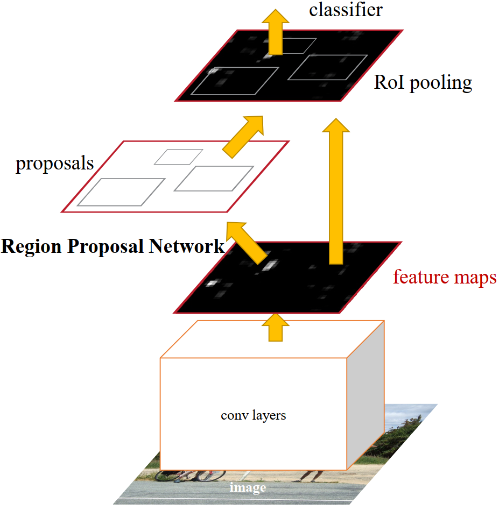 classifier
RoI pooling
proposals
Region Proposal Network
feature maps
conv layers
image